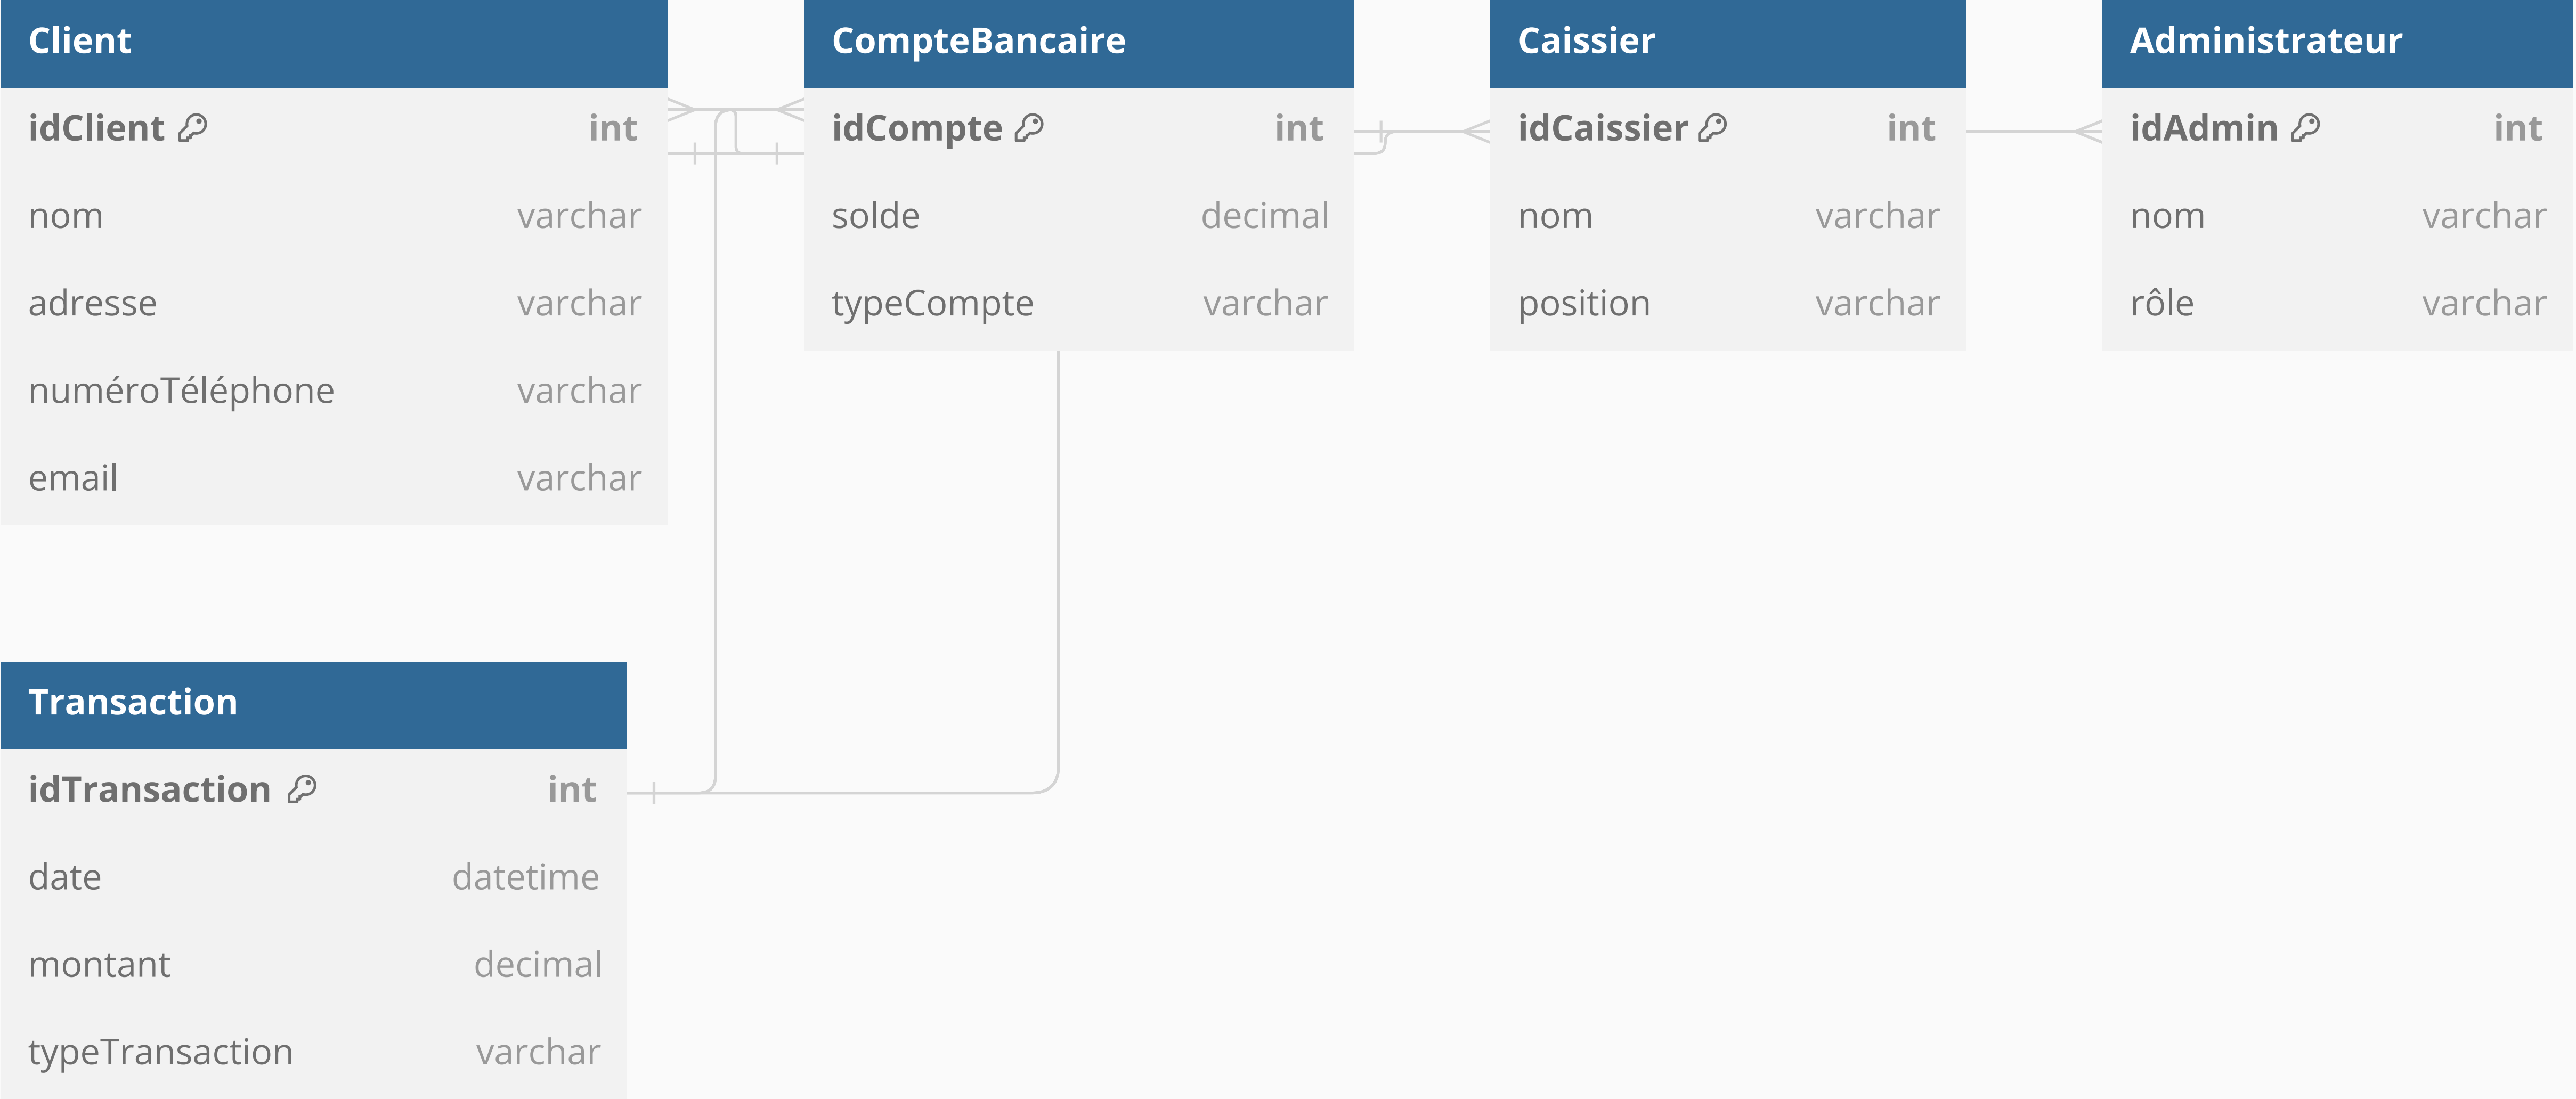 Client
idClient int
nom varchar
adresse varchar
numéroTéléphone varchar
email varchar
CompteBancaire
idCompte int
solde decimal
typeCompte varchar
Caissier
idCaissier int
nom varchar
position varchar
Administrateur
idAdmin int
nom varchar
rôle varchar
Transaction
idTransaction int
date datetime
montant decimal
typeTransaction varchar